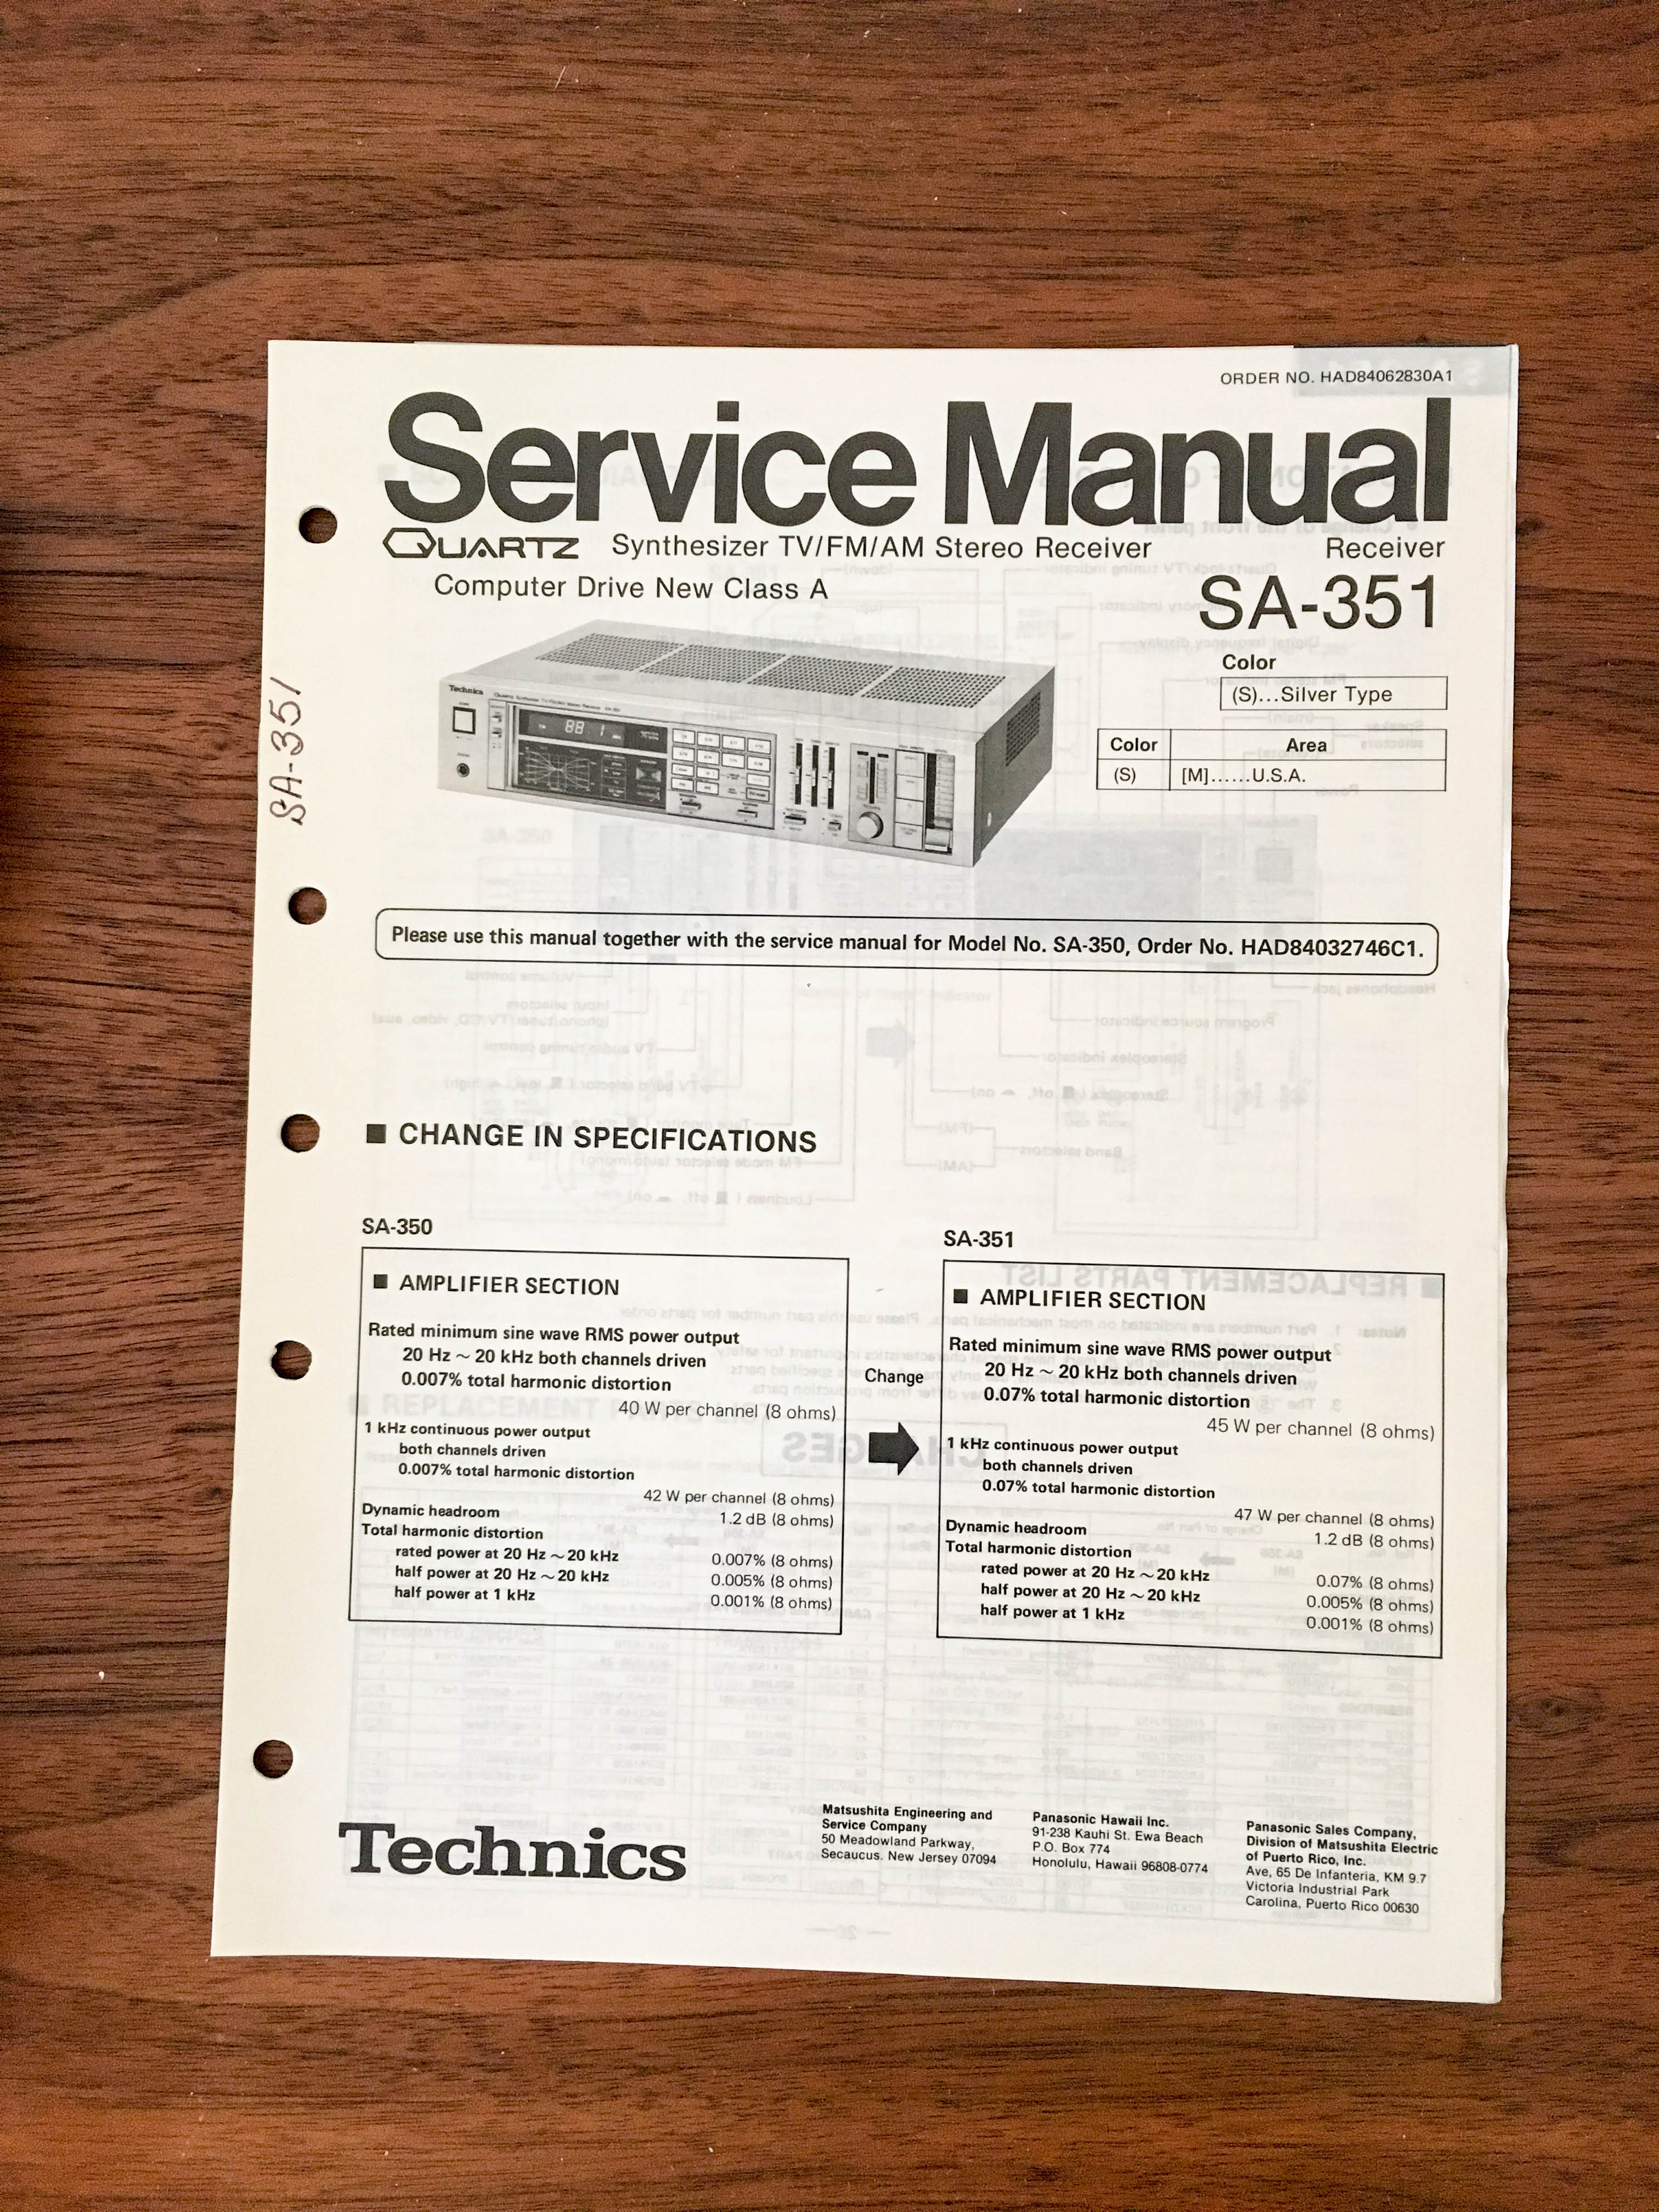 ORDER NO. HAD84062830A1
Service Manual
QUARTZ Synthesizer TV/FM/AM Stereo Receiver
Receiver
Computer Drive New Class A
SA-351
Color
(S)...Silver Type
Color Area
(S) [M]......U.S.A.
Technics
88 1
SA-351
Please use this manual together with the service manual for Model No. SA-350, Order No. HAD84032746C1.
■ CHANGE IN SPECIFICATIONS
SA-350
■ AMPLIFIER SECTION
Rated minimum sine wave RMS power output
20 Hz ~ 20 kHz both channels driven
0.007% total harmonic distortion
40 W per channel (8 ohms)
1 kHz continuous power output
both channels driven
0.007% total harmonic distortion
42 W per channel (8 ohms)
Dynamic headroom 1.2 dB (8 ohms)
Total harmonic distortion
rated power at 20 Hz ~ 20 kHz 0.007% (8 ohms)
half power at 20 Hz ~ 20 kHz 0.005% (8 ohms)
half power at 1 kHz 0.001% (8 ohms)
Change
SA-351
■ AMPLIFIER SECTION
Rated minimum sine wave RMS power output
20 Hz ~ 20 kHz both channels driven
0.07% total harmonic distortion
45 W per channel (8 ohms)
1 kHz continuous power output
both channels driven
0.07% total harmonic distortion
47 W per channel (8 ohms)
Dynamic headroom 1.2 dB (8 ohms)
Total harmonic distortion
rated power at 20 Hz ~ 20 kHz 0.07% (8 ohms)
half power at 20 Hz ~ 20 kHz 0.005% (8 ohms)
half power at 1 kHz 0.001% (8 ohms)
Technics
Matsushita Engineering and
Service Company
50 Meadowland Parkway,
Secaucus. New Jersey 07094
Panasonic Hawaii Inc.
91-238 Kauhi St. Ewa Beach
P.O. Box 774
Honolulu, Hawaii 96808-0774
Panasonic Sales Company,
Division of Matsushita Electric
of Puerto Rico, Inc.
Ave, 65 De Infanteria, KM 9.7
Victoria Industrial Park
Carolina, Puerto Rico 00630